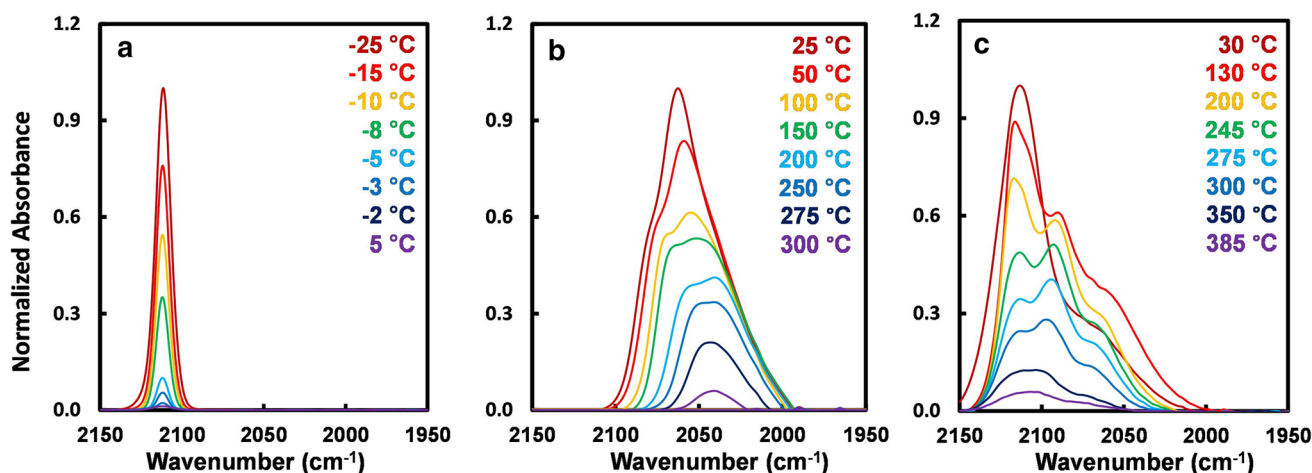 Normalized Absorbance
1.2
0.9
0.6
0.3
0.0
a
-25 °C
-15 °C
-10 °C
-8 °C
-5 °C
-3 °C
-2 °C
5 °C
2150 2100 2050 2000 1950
Wavenumber (cm-1)
1.2
0.9
0.6
0.3
0.0
b
25 °C
50 °C
100 °C
150 °C
200 °C
250 °C
275 °C
300 °C
2150 2100 2050 2000 1950
Wavenumber (cm-1)
1.2
0.9
0.6
0.3
0.0
c
30 °C
130 °C
200 °C
245 °C
275 °C
300 °C
350 °C
385 °C
2150 2100 2050 2000 1950
Wavenumber (cm-1)